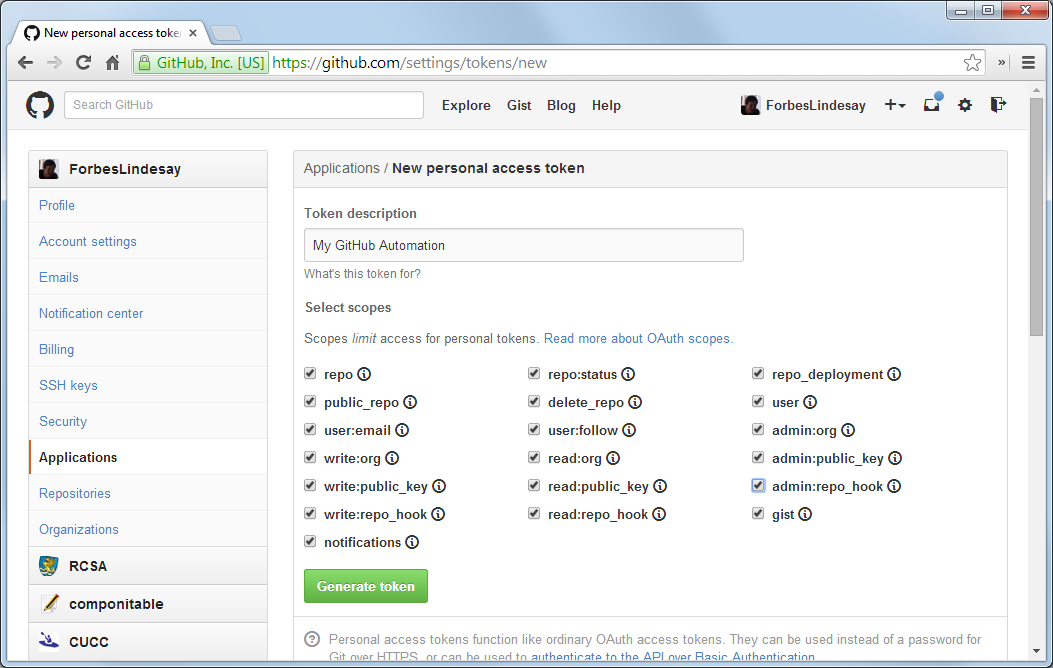 New personal access toke
GitHub, Inc. [US] https://github.com/settings/tokens/new
Search GitHub
Explore Gist Blog Help
ForbesLindesay
ForbesLindesay
Profile
Account settings
Emails
Notification center
Billing
SSH keys
Security
Applications
Repositories
Organizations
RCSA
componitable
CUCC
Applications / New personal access token
Token description
My GitHub Automation
What's this token for?
Select scopes
Scopes limit access for personal tokens. Read more about OAuth scopes.
repo repo:status repo_deployment
public_repo delete_repo user
user:email user:follow admin:org
write:org read:org admin:public_key
write:public_key read:public_key admin:repo_hook
write:repo_hook read:repo_hook gist
notifications
Generate token
Personal access tokens function like ordinary OAuth access tokens. They can be used instead of a password for
Git over HTTPS, or can be used to authenticate to the API over Basic Authentication.